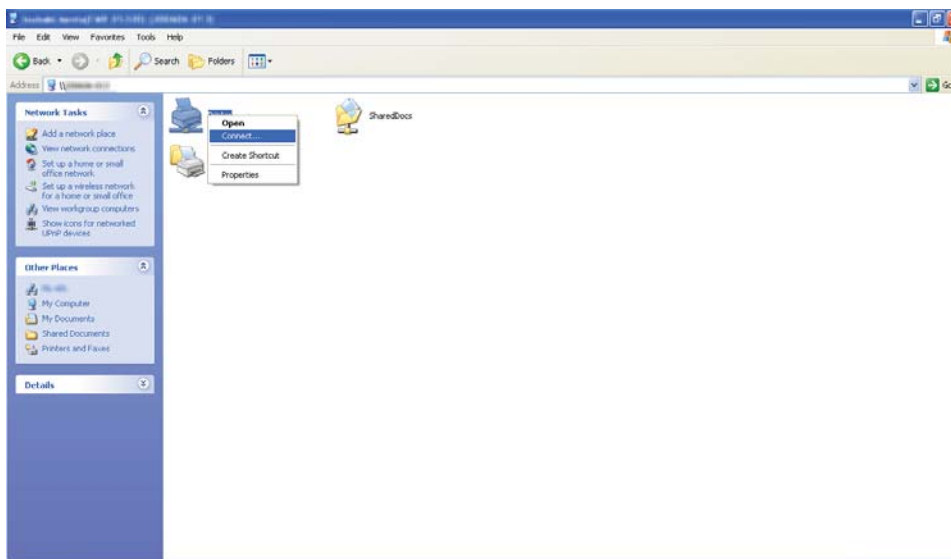 File Edit View Favorites Tools Help
Back Search Folders
Address \\ Go
Network Tasks
Add a network place
View network connections
Set up a home or small
office network
Set up a wireless network
for a home or small office
View workgroup computers
Show icons for networked
UPnP devices
Other Places
My Computer
My Documents
Shared Documents
Printers and Faxes
Details
Open
Connect...
Create Shortcut
Properties
SharedDocs